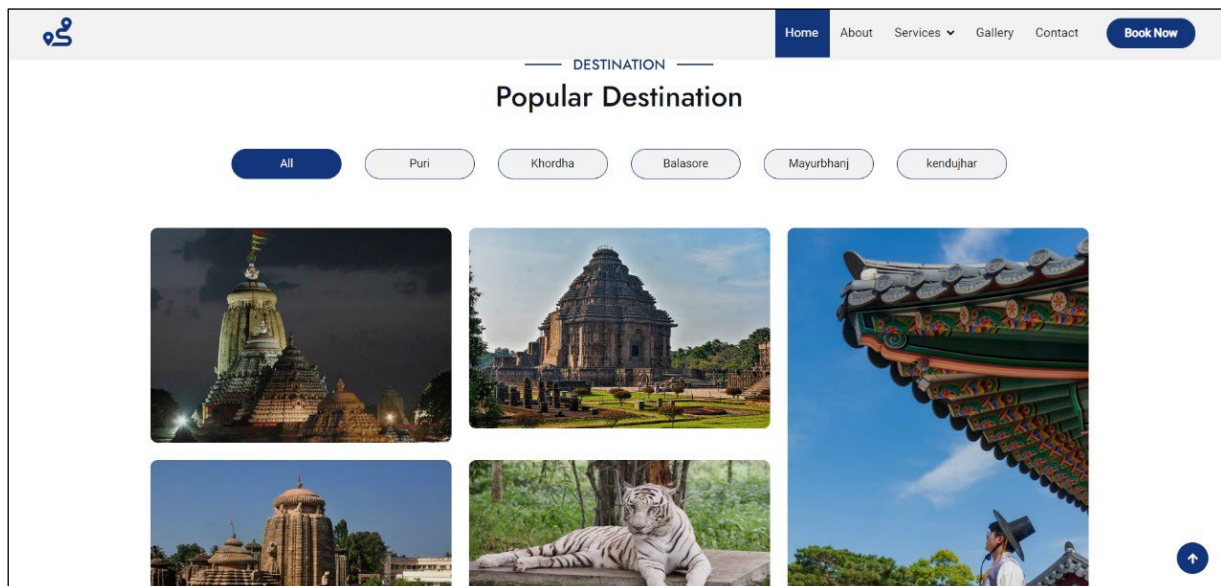 Home About Services Gallery Contact Book Now
DESTINATION
Popular Destination
All Puri Khordha Balasore Mayurbhanj kendujhar